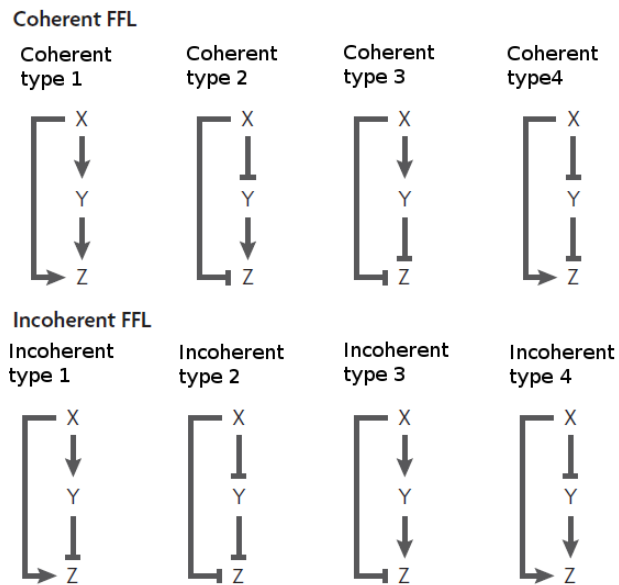 Coherent FFL
Coherent type 1
Coherent type 2
Coherent type 3
Coherent type4
X X X X
Y Y Y Y
Z Z Z Z
Incoherent FFL
Incoherent type 1
Incoherent type 2
Incoherent type 3
Incoherent type 4
X X X X
Y Y Y Y
Z Z Z Z